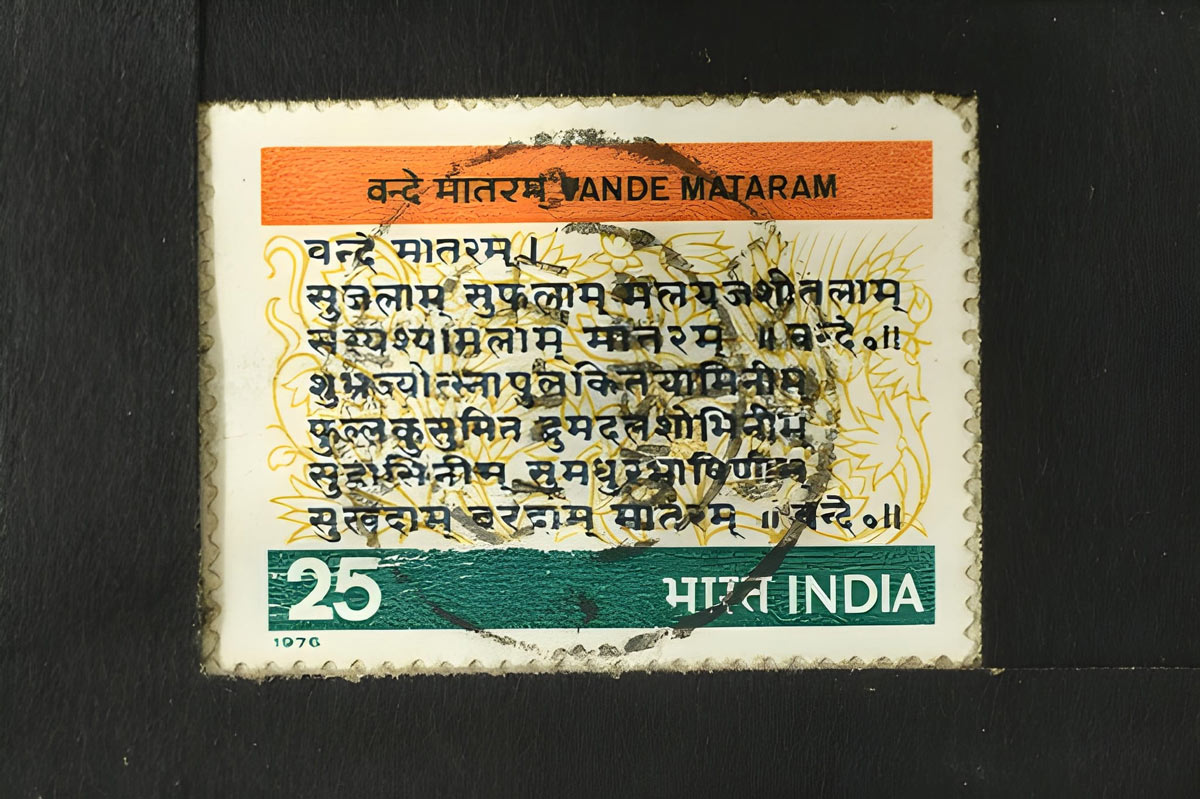 वन्दे मातरम् VANDE MATARAM
वन्दे मातरम् ।
सुजलाम् सुफलाम् मलयजशीतलाम्
सस्यश्यामलाम् मातरम् ॥ वन्दे०॥
शुभ्रज्योत्स्नापुलकितयामिनीम्
फुल्लकुसुमित द्रुमदलशोभिनीम्
सुहासिनीम् सुमधुरभाषिणीम्
सुखदाम् वरदाम् मातरम् ॥ वन्दे०॥
25 भारत INDIA
1976